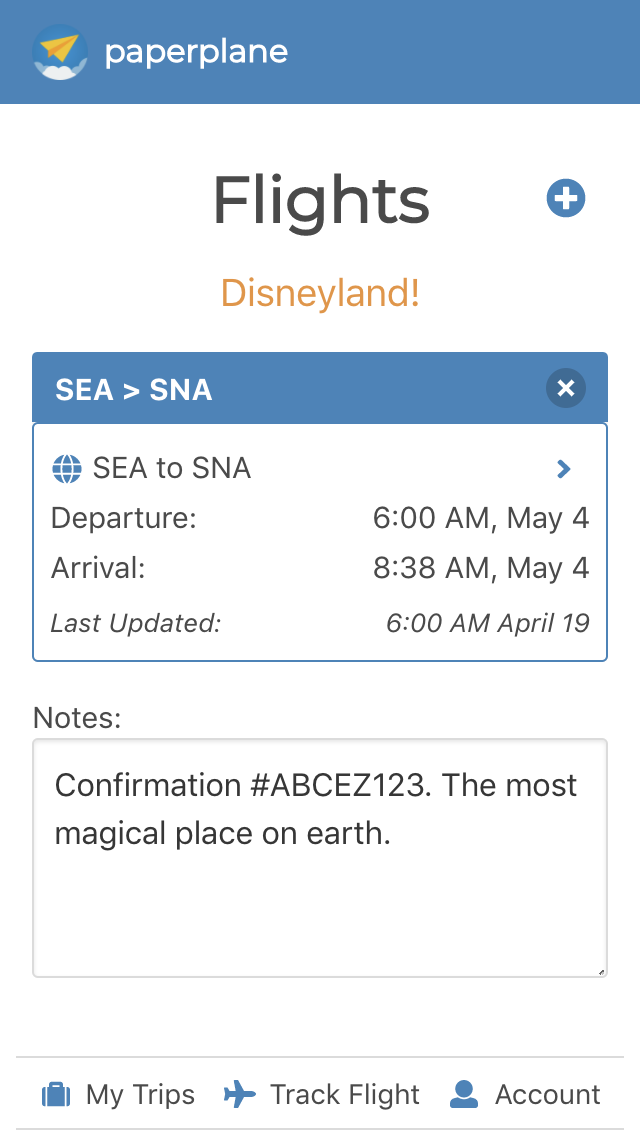 paperplane
Flights
Disneyland!
SEA > SNA
SEA to SNA
Departure: 6:00 AM, May 4
Arrival: 8:38 AM, May 4
Last Updated: 6:00 AM April 19
Notes:
Confirmation #ABCEZ123. The most
magical place on earth.
My Trips Track Flight Account